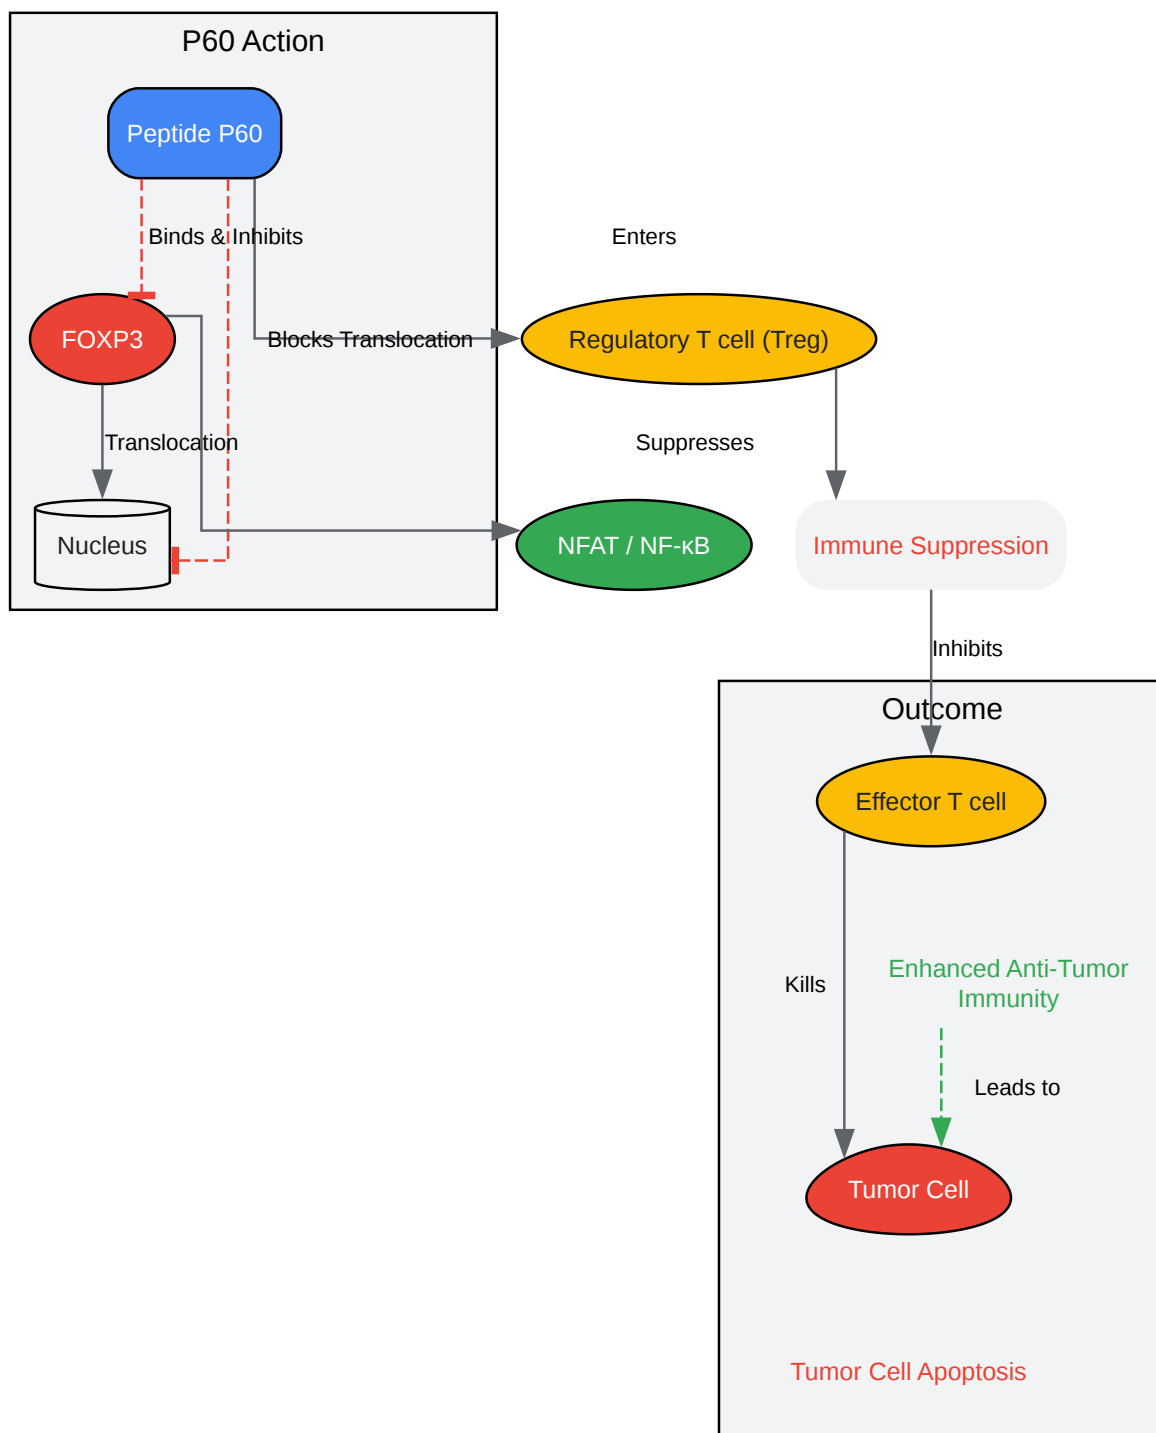 P60 Action
Peptide P60
Binds & Inhibits
Enters
FOXP3
Blocks Translocation
Regulatory T cell (Treg)
Translocation
Suppresses
Nucleus
NFAT / NF-κB
Immune Suppression
Inhibits
Outcome
Effector T cell
Enhanced Anti-Tumor
Immunity
Kills
Leads to
Tumor Cell
Tumor Cell Apoptosis